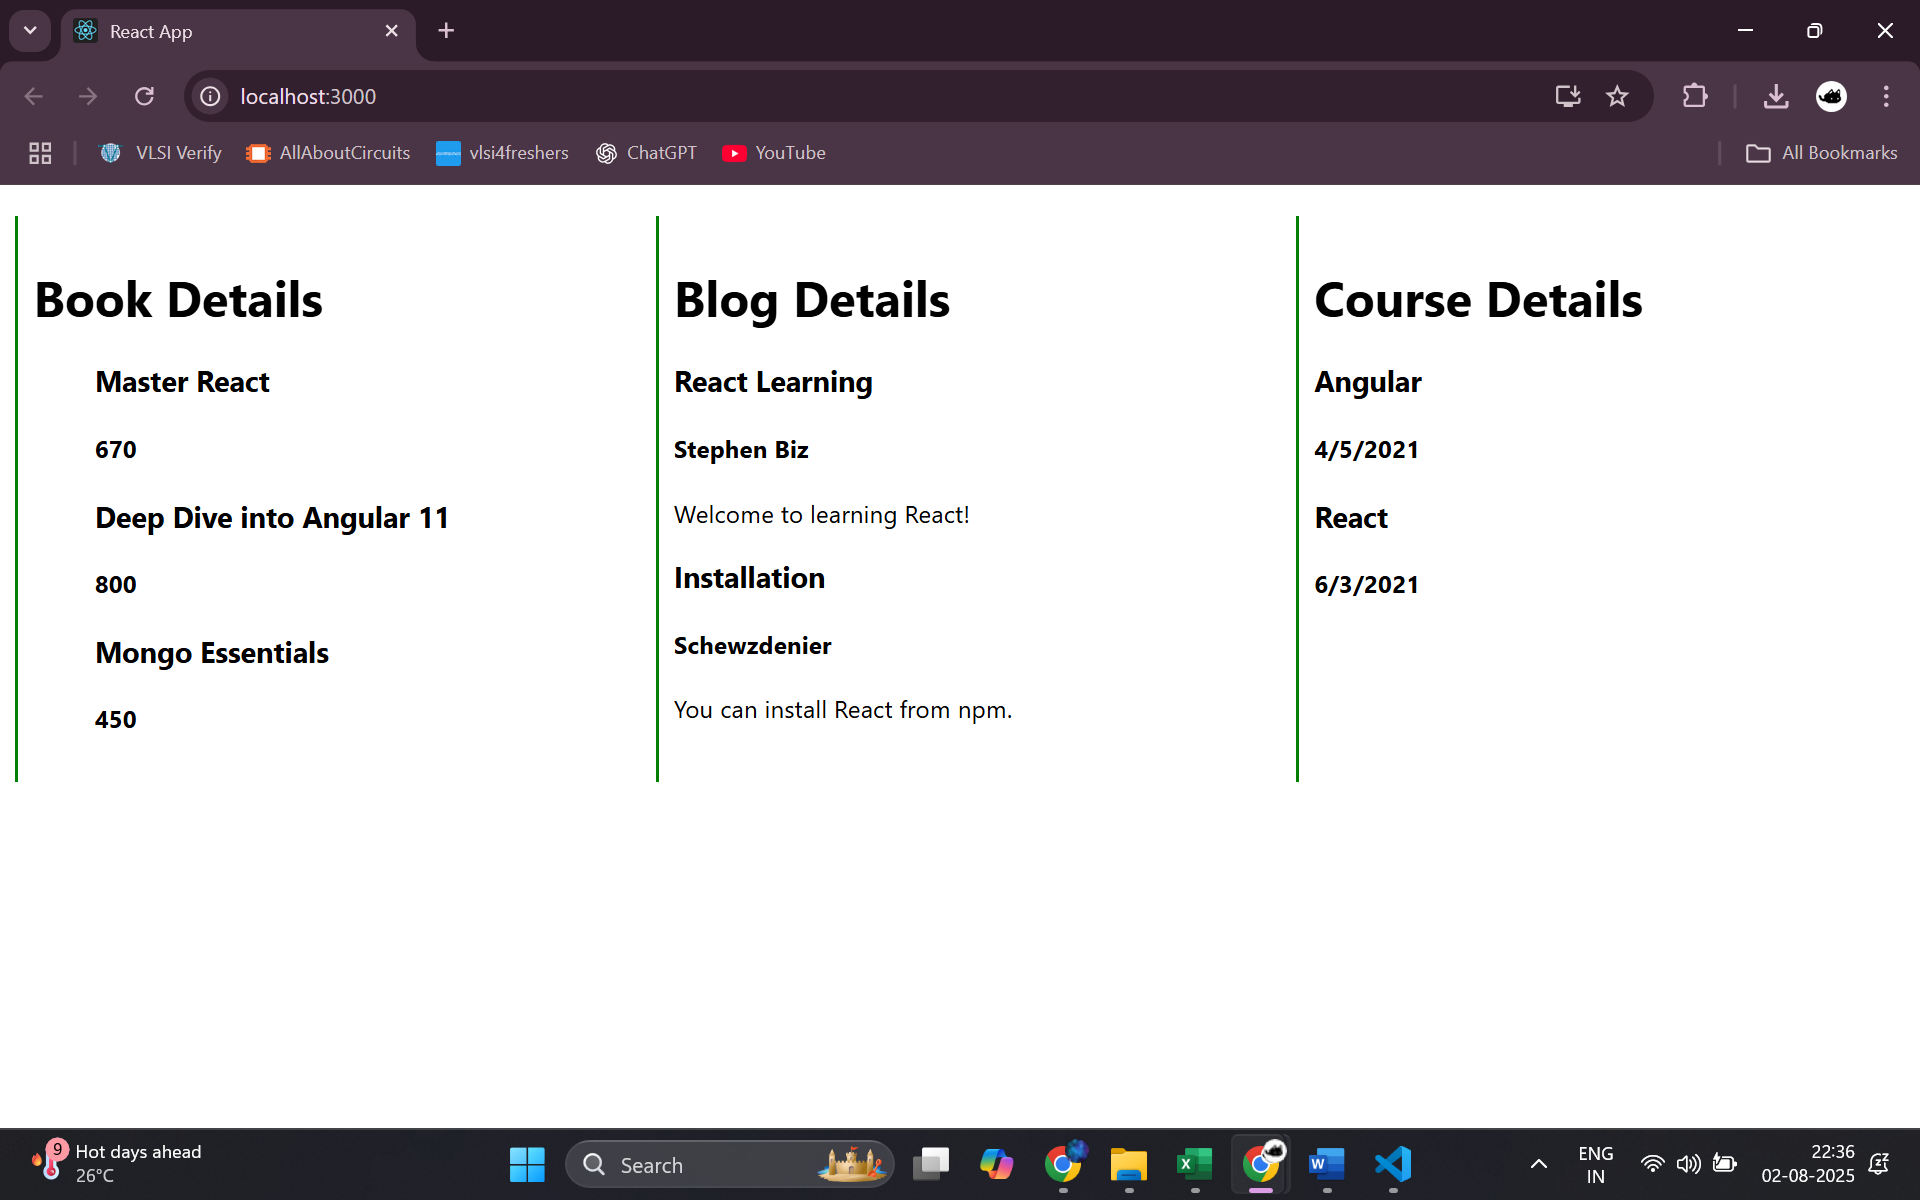 React App
localhost:3000
VLSI Verify
AllAboutCircuits
vlsi4freshers
ChatGPT
YouTube
All Bookmarks
Book Details
Master React
670
Deep Dive into Angular 11
800
Mongo Essentials
450
Blog Details
React Learning
Stephen Biz
Welcome to learning React!
Installation
Schewzdenier
You can install React from npm.
Course Details
Angular
4/5/2021
React
6/3/2021
9
Hot days ahead
26°C
Search
ENG
IN
22:36
02-08-2025